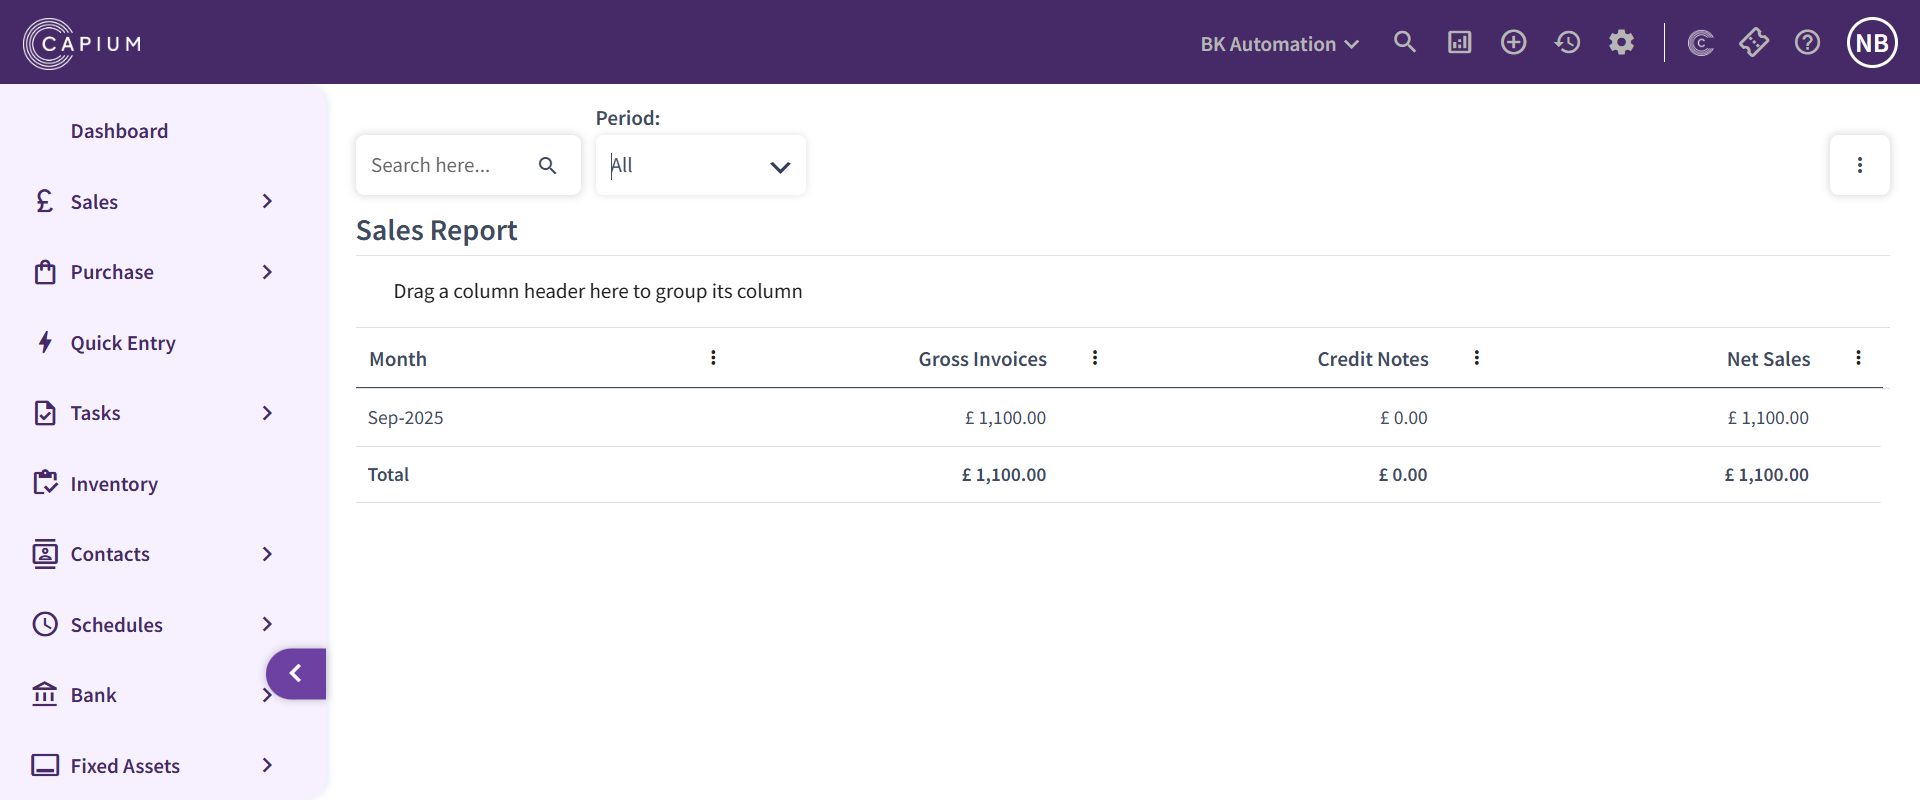 CAPIUM
BK Automation
NB
Dashboard
Sales
Purchase
Quick Entry
Tasks
Inventory
Contacts
Schedules
Bank
Fixed Assets
Period:
Search here...
All
Sales Report
Drag a column header here to group its column
Month Gross Invoices Credit Notes Net Sales
Sep-2025 £ 1,100.00 £ 0.00 £ 1,100.00
Total £ 1,100.00 £ 0.00 £ 1,100.00